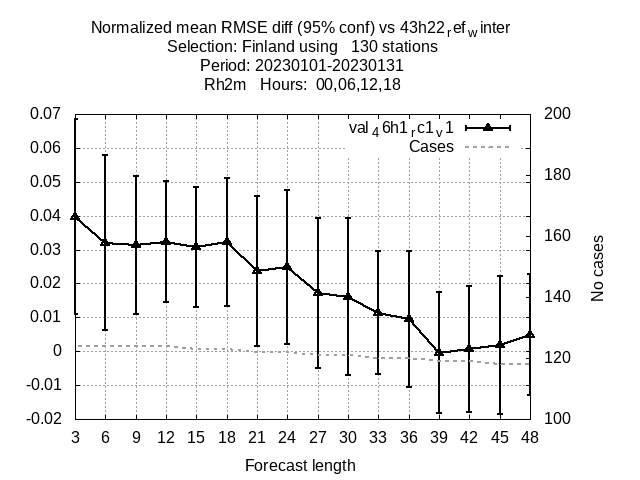 Normalized mean RMSE diff (95% conf) vs 43h22ref winter
Selection: Finland using 130 stations
Period: 20230101-20230131
Rh2m Hours: 00,06,12,18
val46h1rc1v1
Cases
0.07
0.06
0.05
0.04
0.03
0.02
0.01
0
-0.01
-0.02
200
180
160
140
120
100
No cases
3 6 9 12 15 18 21 24 27 30 33 36 39 42 45 48
Forecast length